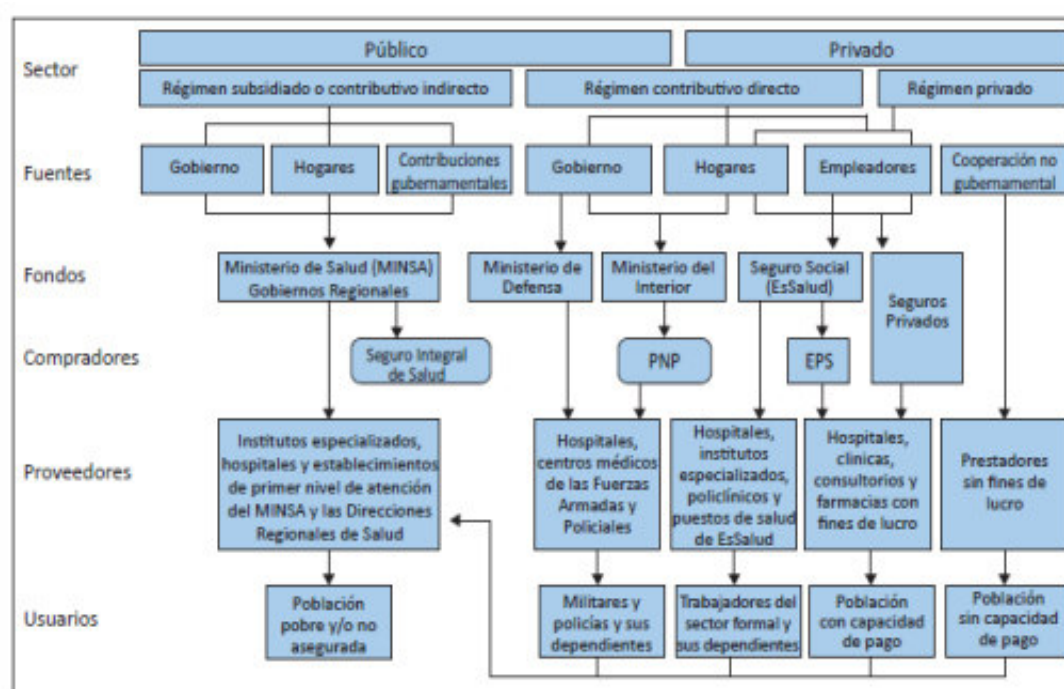 Sector
Público
Privado
Régimen subsidiado o contributivo indirecto
Régimen contributivo directo
Régimen privado
Fuentes
Gobierno
Hogares
Contribuciones
gubernamentales
Gobierno
Hogares
Empleadores
Cooperación no
gubernamental
Fondos
Ministerio de Salud (MINSA)
Gobiernos Regionales
Ministerio de
Defensa
Ministerio del
Interior
Seguro Social
(EsSalud)
Seguros
Privados
Compradores
Seguro Integral
de Salud
PNP
EPS
Proveedores
Institutos especializados,
hospitales y establecimientos
de primer nivel de atención
del MINSA y las Direcciones
Regionales de Salud
Hospitales,
centros médicos
de las Fuerzas
Armadas y
Policiales
Hospitales,
institutos
especializados,
policlínicos y
puestos de salud
de EsSalud
Hospitales,
clinicas,
consultorios y
farmacias con
fines de lucro
Prestadores
sin fines de
lucro
Usuarios
Población
pobre y/o no
asegurada
Militares y
policías y sus
dependientes
Trabajadores del
sector formal y
sus dependientes
Población
con capacidad
de pago
Población
sin capacidad
de pago